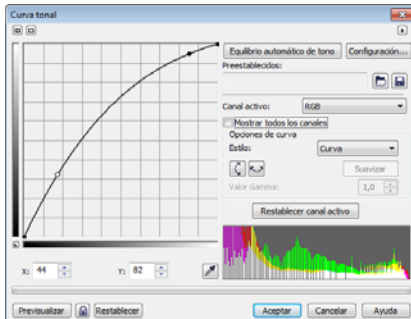 Curva tonal
Equilibrio automático de tono
Configuración...
Preestablecidos:
Canal activo:
RGB
Mostrar todos los canales
Opciones de curva
Estilo:
Curva
Suavizar
Valor Gamma:
1,0
Restablecer canal activo
X: 44
Y: 82
Previsualizar
Restablecer
Aceptar
Cancelar
Ayuda